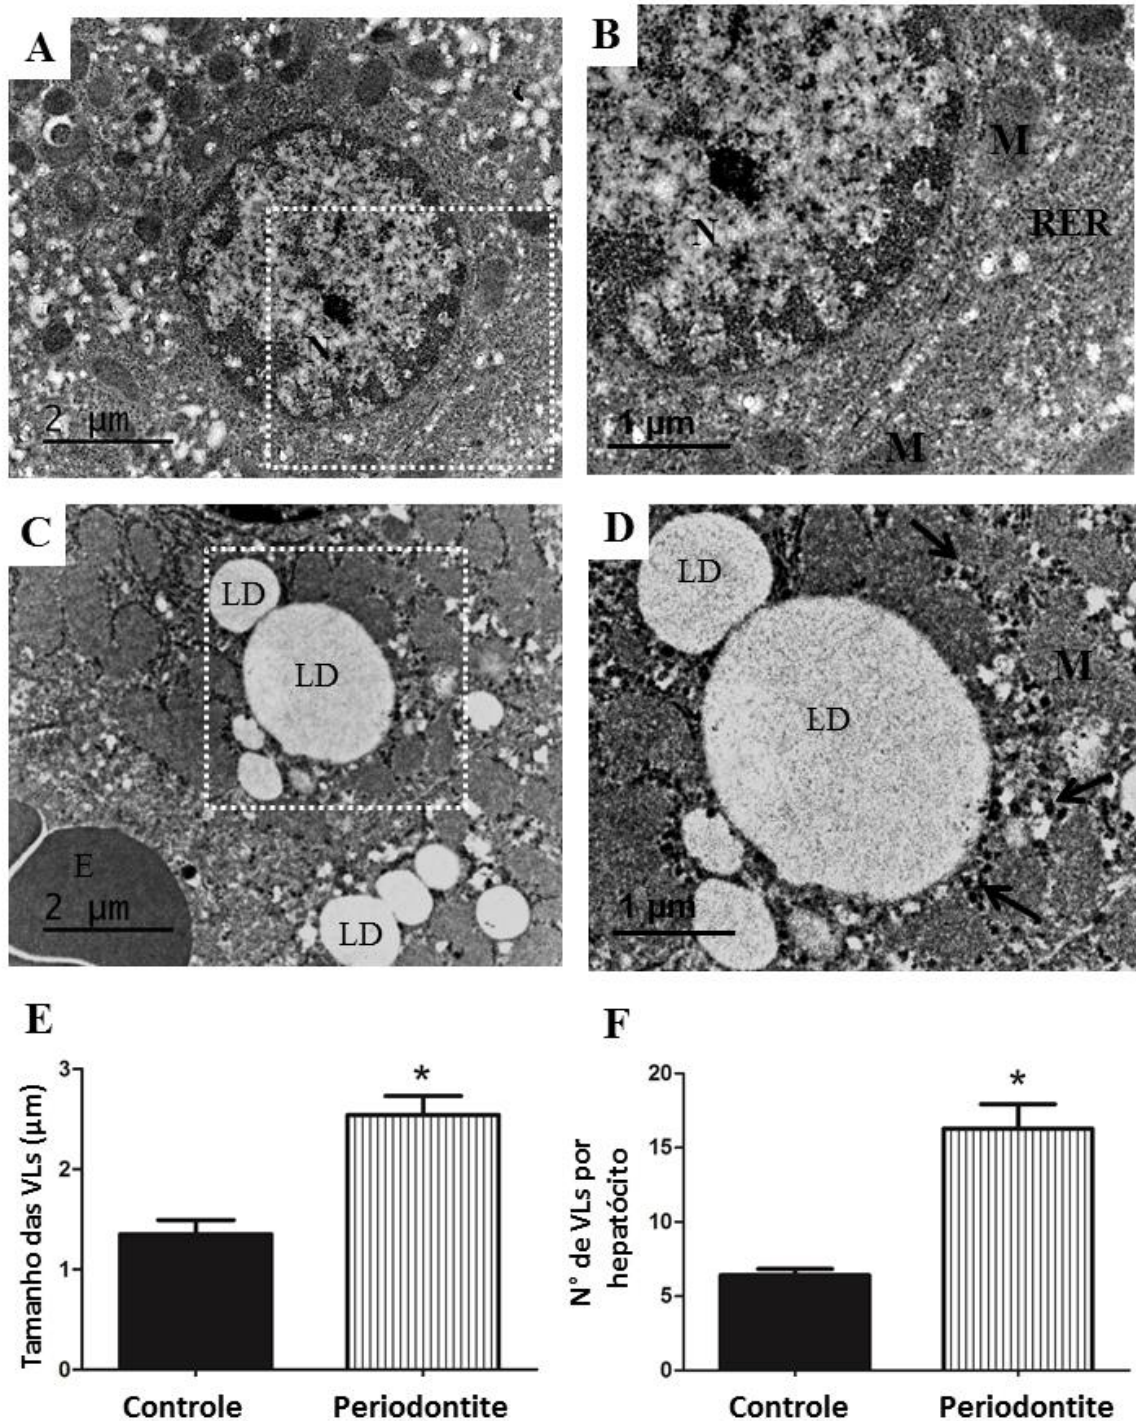 A
N
2 µm
B
M
N
RER
M
1 µm
C
LD
LD
E
2 µm
LD
D
LD
M
LD
1 µm
E
Tamanho das VLs (µm)
3
2
1
0
*
Controle
Periodontite
F
N° de VLs por
hepatócito
20
15
10
5
0
*
Controle
Periodontite